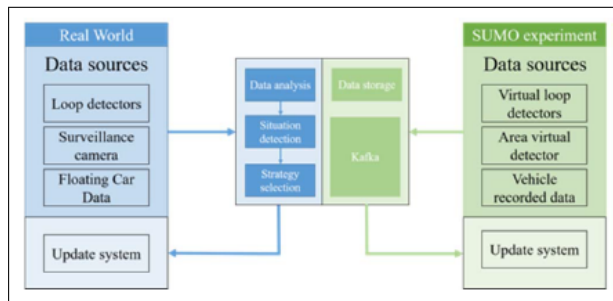 Real World
Data sources
Loop detectors
Surveillance
camera
Floating Car
Data
Update system
Data analysis
Situation
detection
Strategy
selection
Data storage
Kafka
SUMO experiment
Data sources
Virtual loop
detectors
Area virtual
detector
Vehicle
recorded data
Update system